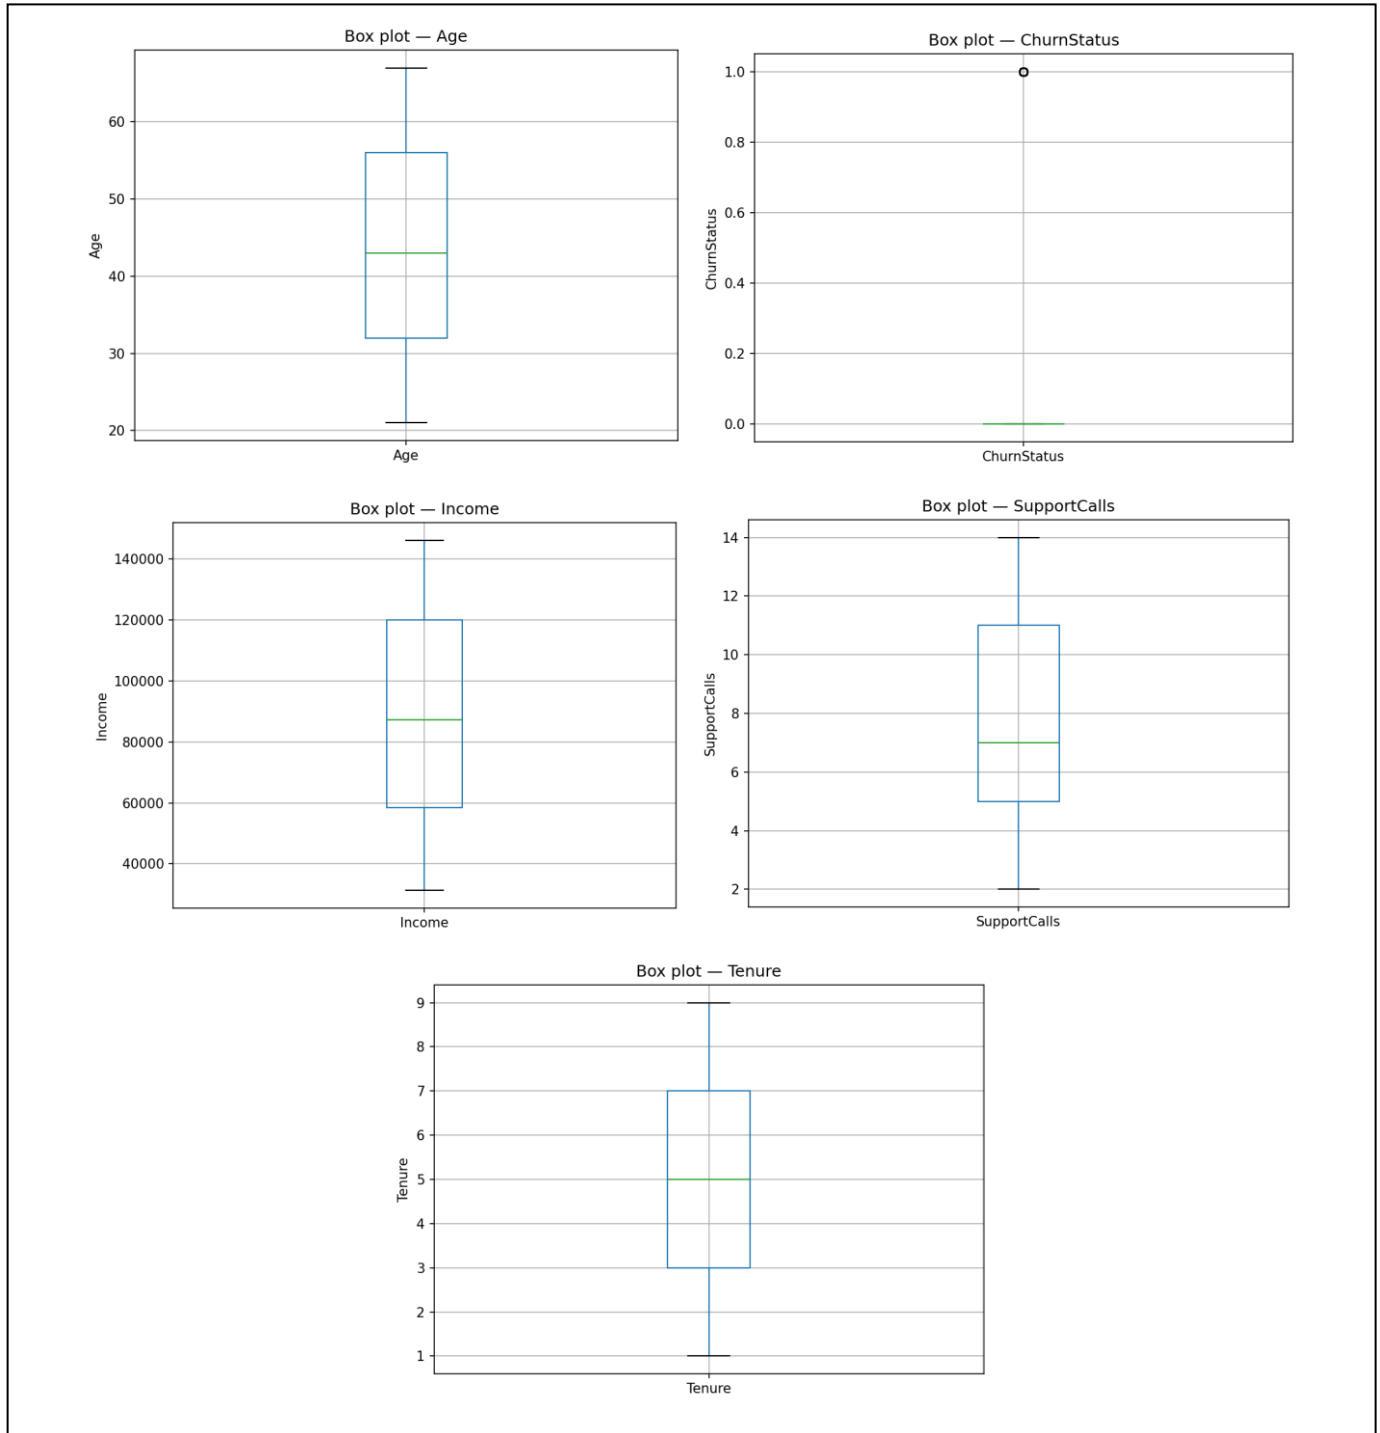 Box plot — Age
60
50
40
30
20
Age
Age
Box plot — ChurnStatus
1.0
0.8
0.6
0.4
0.2
0.0
ChurnStatus
ChurnStatus
Box plot — Income
140000
120000
100000
80000
60000
40000
Income
Income
Box plot — SupportCalls
14
12
10
8
6
4
2
SupportCalls
SupportCalls
Box plot — Tenure
9
8
7
6
5
4
3
2
1
Tenure
Tenure